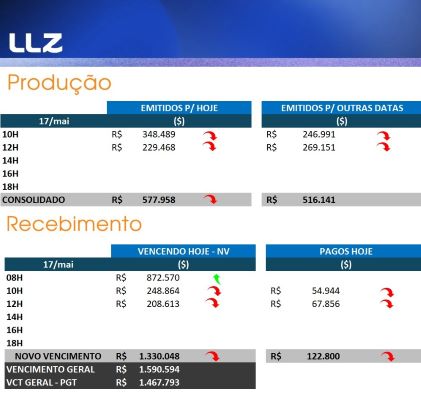 LLZ
Produção
EMITIDOS P/ HOJE EMITIDOS P/ OUTRAS DATAS
17/mai ($) ($)
10H R$ 348.489 R$ 246.991
12H R$ 229.468 R$ 269.151
14H
16H
18H
CONSOLIDADO R$ 577.958 R$ 516.141
Recebimento
VENCENDO HOJE - NV PAGOS HOJE
17/mai ($) ($)
08H R$ 872.570
10H R$ 248.864 R$ 54.944
12H R$ 208.613 R$ 67.856
14H
16H
18H
NOVO VENCIMENTO R$ 1.330.048 R$ 122.800
VENCIMENTO GERAL R$ 1.590.594
VCT GERAL - PGT R$ 1.467.793